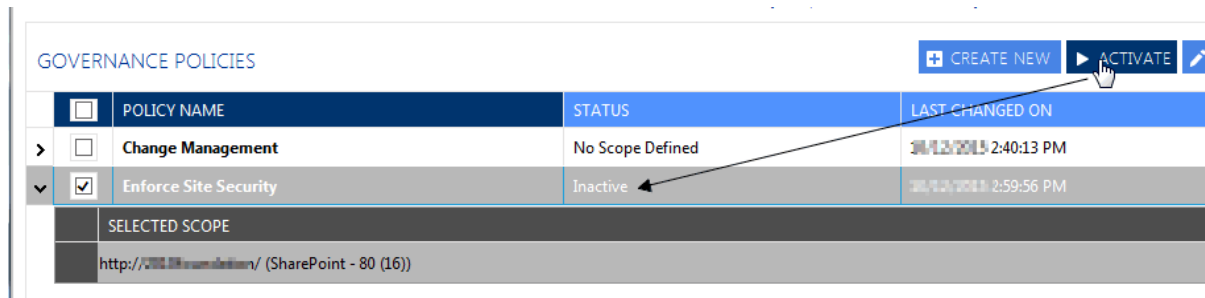 GOVERNANCE POLICIES
CREATE NEW ACTIVATE
POLICY NAME STATUS LAST CHANGED ON
Change Management No Scope Defined 2:40:13 PM
Enforce Site Security Inactive 2:59:56 PM
SELECTED SCOPE
http:// / (SharePoint - 80 (16))